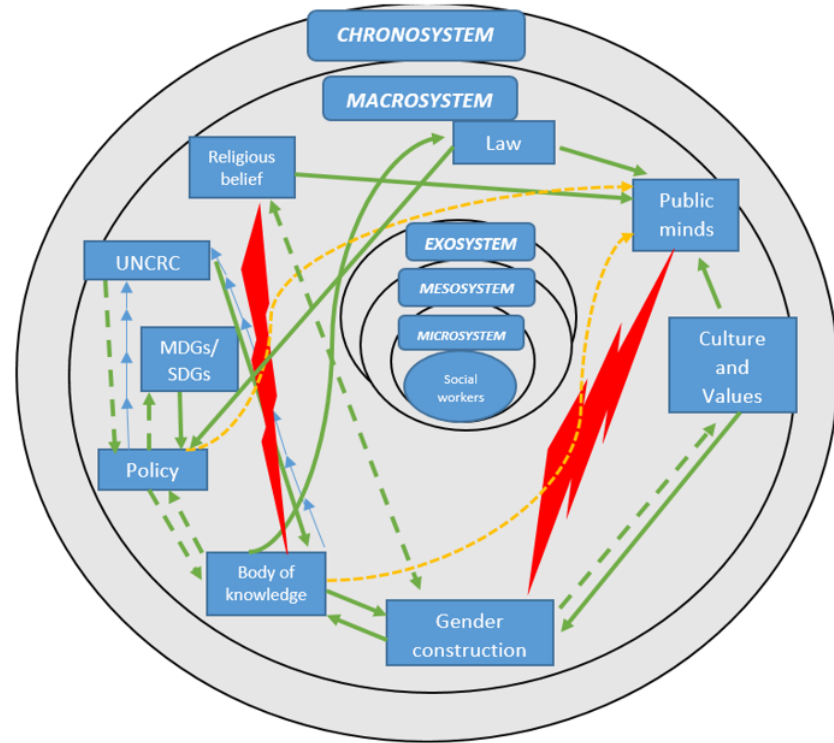 CHRONOSYSTEM
MACROSYSTEM
Law
Religious
belief
Public
minds
UNCRC
EXOSYSTEM
MESOSYSTEM
MICROSYSTEM
Social
workers
MDGs/
SDGs
Culture
and
Values
Policy
Body of
knowledge
Gender
construction